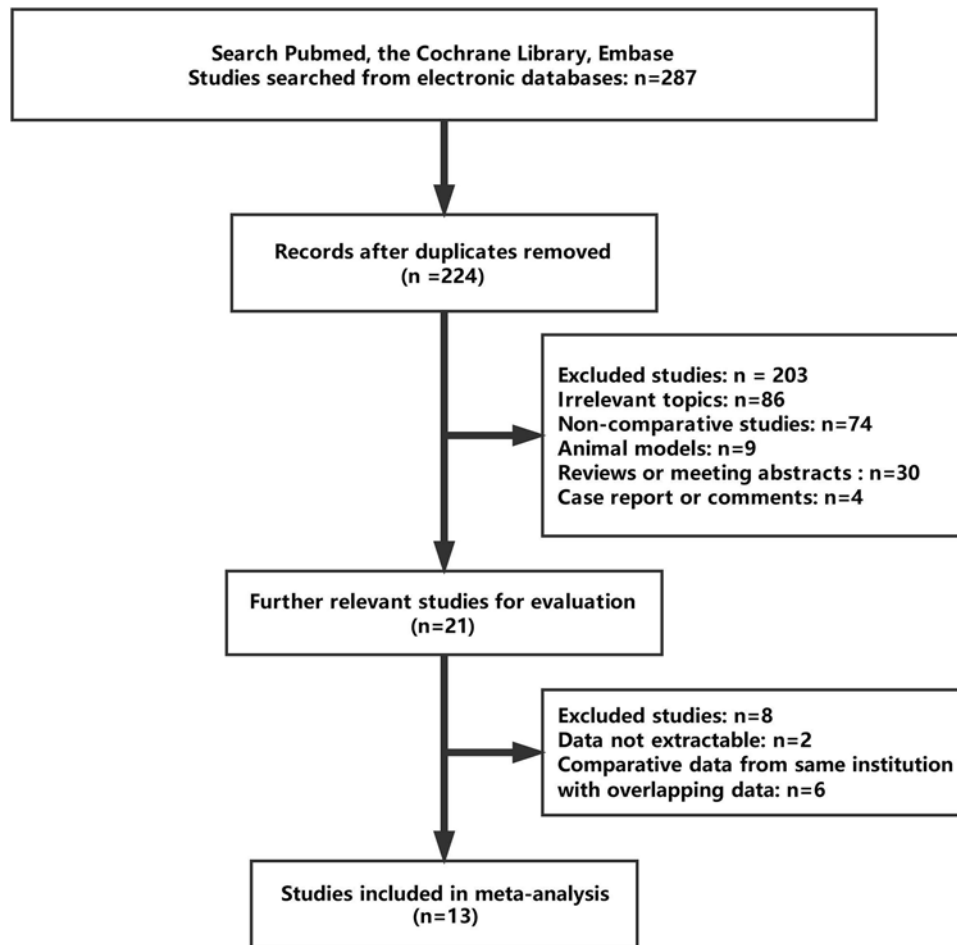 Search Pubmed, the Cochrane Library, Embase
Studies searched from electronic databases: n=287
Records after duplicates removed
(n =224)
Excluded studies: n = 203
Irrelevant topics: n=86
Non-comparative studies: n=74
Animal models: n=9
Reviews or meeting abstracts : n=30
Case report or comments: n=4
Further relevant studies for evaluation
(n=21)
Excluded studies: n=8
Data not extractable: n=2
Comparative data from same institution
with overlapping data: n=6
Studies included in meta-analysis
(n=13)